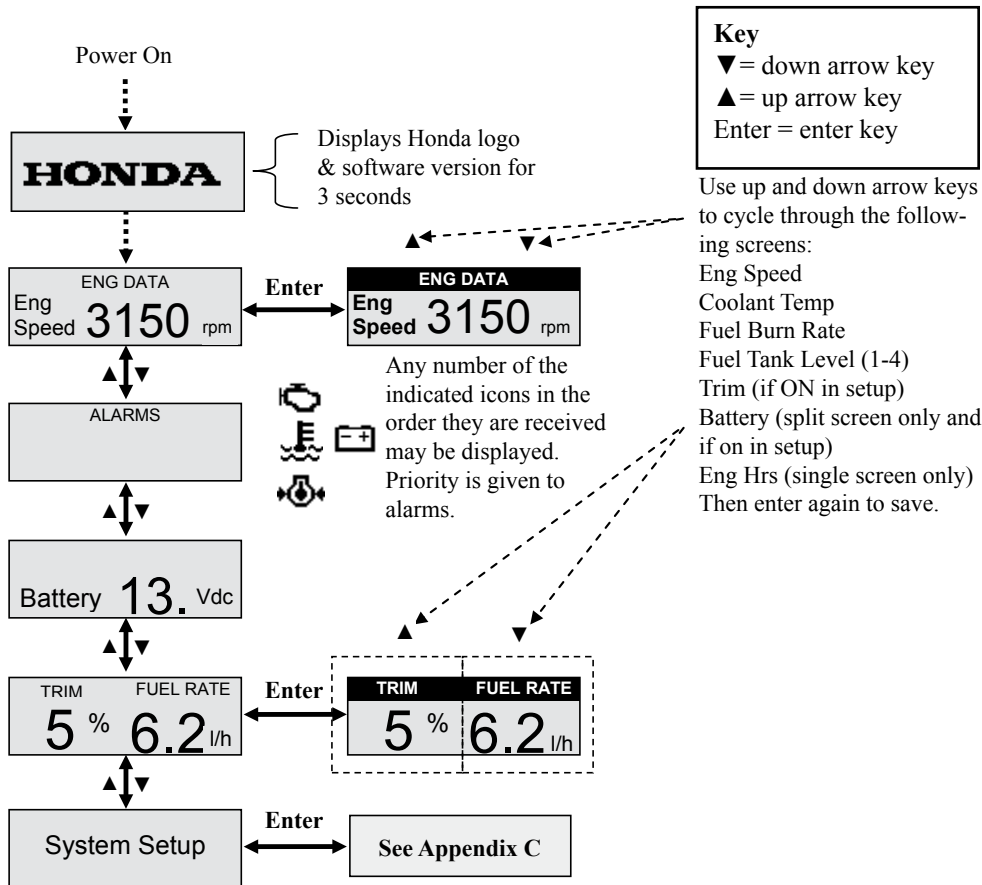 Power On
HONDA
Displays Honda logo
& software version for
3 seconds
Key
▼= down arrow key
▲= up arrow key
Enter = enter key
Use up and down arrow keys
to cycle through the follow-
ing screens:
Eng Speed
Coolant Temp
Fuel Burn Rate
Fuel Tank Level (1-4)
Trim (if ON in setup)
Battery (split screen only and
if on in setup)
Eng Hrs (single screen only)
Then enter again to save.
▲ ▼
ENG DATA
Eng
Speed 3150 rpm
Enter
ENG DATA
Eng
Speed 3150 rpm
▲ ▼
Any number of the
indicated icons in the
order they are received
may be displayed.
Priority is given to
alarms.
ALARMS
▲ ▼
Battery 13. Vdc
▲ ▼
▲ ▼
TRIM FUEL RATE
5 % 6.2 l/h
Enter
TRIM FUEL RATE
5 % 6.2 l/h
▲ ▼
System Setup
Enter
See Appendix C